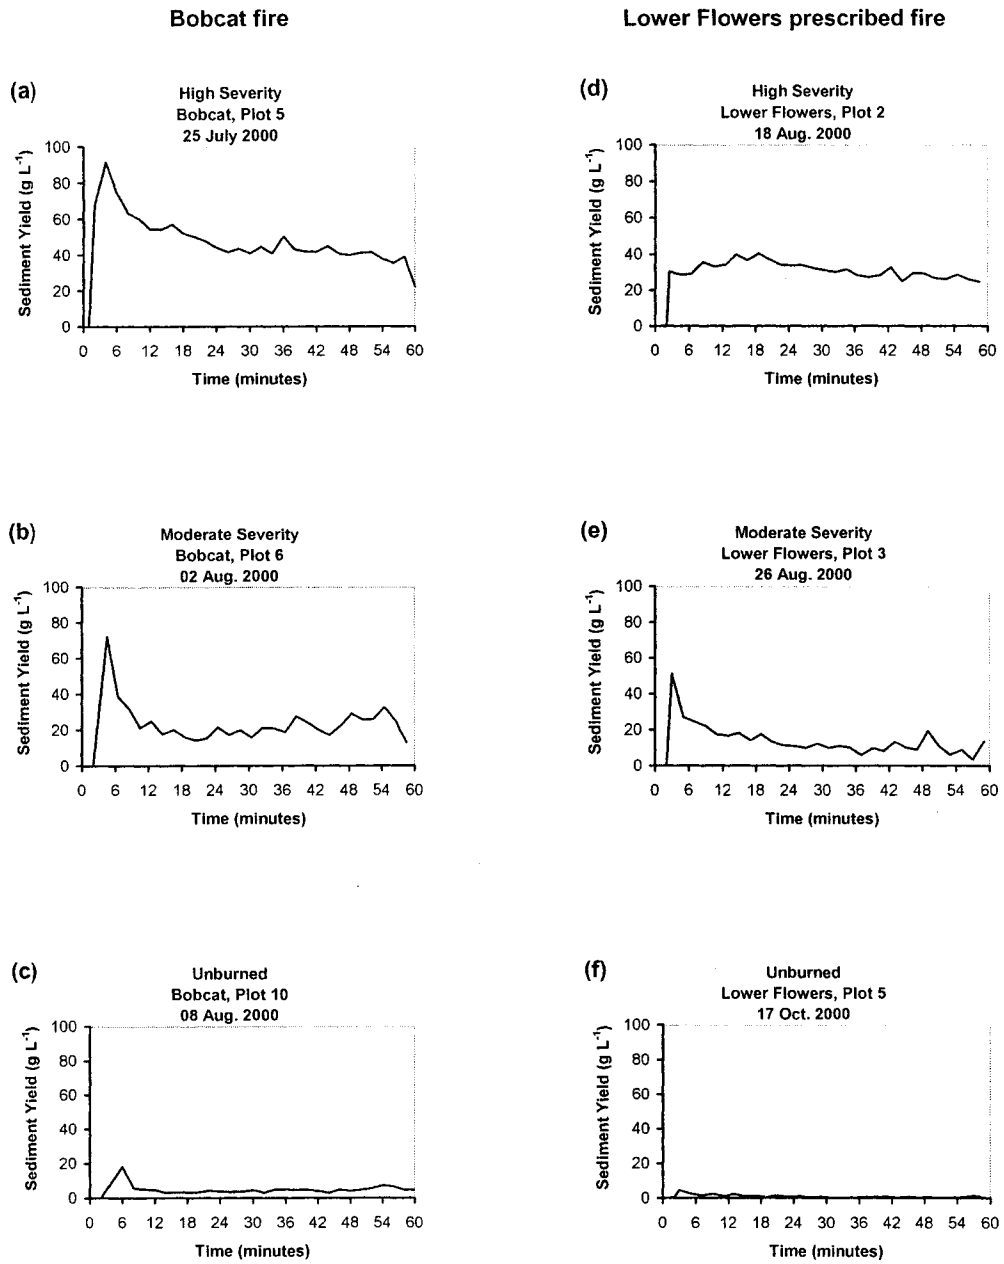 Bobcat fire
Lower Flowers prescribed fire
(a)
High Severity
Bobcat, Plot 5
25 July 2000
Sediment Yield (g L⁻¹)
100
80
60
40
20
0
0 6 12 18 24 30 36 42 48 54 60
Time (minutes)
(d)
High Severity
Lower Flowers, Plot 2
18 Aug. 2000
Sediment Yield (g L⁻¹)
100
80
60
40
20
0
0 6 12 18 24 30 36 42 48 54 60
Time (minutes)
(b)
Moderate Severity
Bobcat, Plot 6
02 Aug. 2000
Sediment Yield (g L⁻¹)
100
80
60
40
20
0
0 6 12 18 24 30 36 42 48 54 60
Time (minutes)
(e)
Moderate Severity
Lower Flowers, Plot 3
26 Aug. 2000
Sediment Yield (g L⁻¹)
100
80
60
40
20
0
0 6 12 18 24 30 36 42 48 54 60
Time (minutes)
(c)
Unburned
Bobcat, Plot 10
08 Aug. 2000
Sediment Yield (g L⁻¹)
100
80
60
40
20
0
0 6 12 18 24 30 36 42 48 54 60
Time (minutes)
(f)
Unburned
Lower Flowers, Plot 5
17 Oct. 2000
Sediment Yield (g L⁻¹)
100
80
60
40
20
0
0 6 12 18 24 30 36 42 48 54 60
Time (minutes)